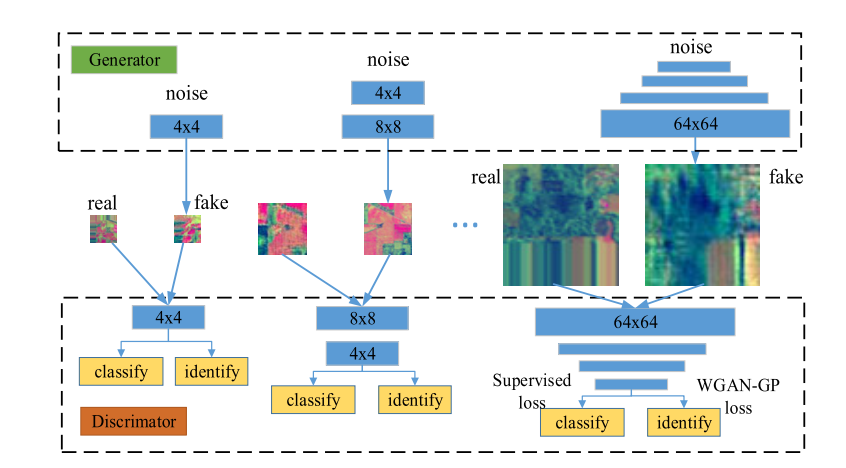 Generator
noise
4x4
noise
4x4
8x8
noise
64x64
real
fake
...
real
fake
4x4
classify
identify
8x8
4x4
classify
identify
64x64
Supervised
loss
WGAN-GP
loss
classify
identify
Discrimator